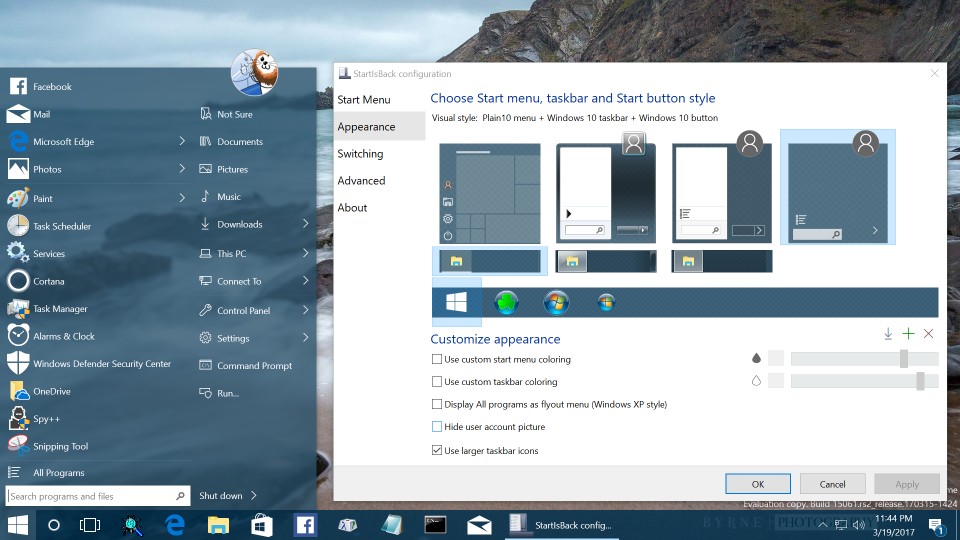 Facebook
Mail
Microsoft Edge
Photos
Paint
Task Scheduler
Services
Cortana
Task Manager
Alarms & Clock
Windows Defender Security Center
OneDrive
Spy++
Snipping Tool
All Programs
Search programs and files
Not Sure
Documents
Pictures
Music
Downloads
This PC
Connect To
Control Panel
Settings
Command Prompt
Run...
Shut down
StartIsBack configuration
Start Menu
Appearance
Switching
Advanced
About
Choose Start menu, taskbar and Start button style
Visual style: Plain10 menu + Windows 10 taskbar + Windows 10 button
Customize appearance
Use custom start menu coloring
Use custom taskbar coloring
Display All programs as flyout menu (Windows XP style)
Hide user account picture
Use larger taskbar icons
OK
Cancel
Apply
Evaluation copy. Build 15061.rs2_release.170315-1424
StartIsBack config...
BYRNE PHOTOGRAPHY
11:44 PM
3/19/2017
1